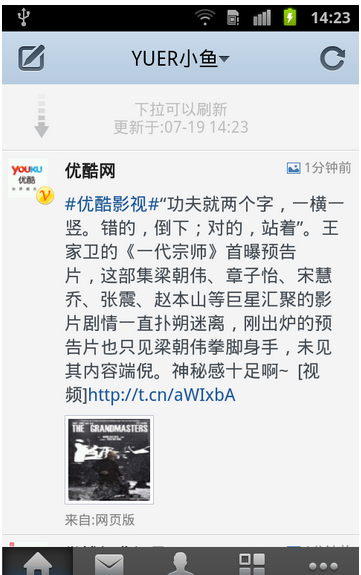 14:23
YUER小鱼
下拉可以刷新
更新于:07-19 14:23
YOUKU
优酷
优酷网
1分钟前
#优酷影视#“功夫就两个字，一横一
竖。错的，倒下；对的，站着”。王
家卫的《一代宗师》首曝预告
片，这部集梁朝伟、章子怡、宋慧
乔、张震、赵本山等巨星汇聚的影
片剧情一直扑朔迷离，刚出炉的预
告片也只见梁朝伟拳脚身手，未见
其内容端倪。神秘感十足啊~ [视
频]http://t.cn/aWIxbA
THE GRANDMASTERS
来自:网页版